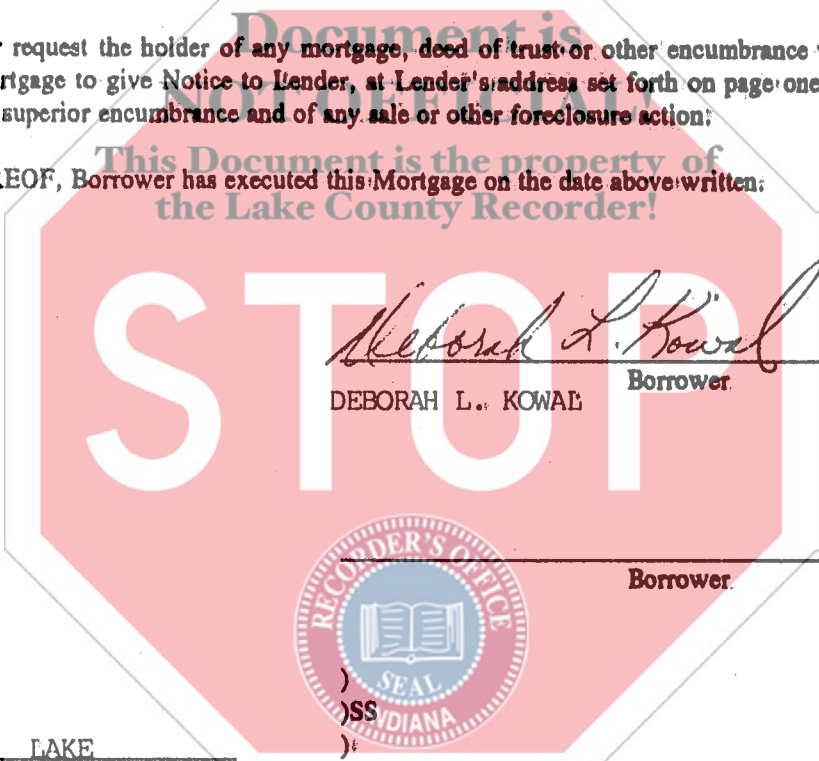 Document is
request the holder of any mortgage, deed of trust or other encumbrance
rtgage to give Notice to Lender, at Lender's address set forth on page one
NOT OFFICIAL
superior encumbrance and of any sale or other foreclosure action.
This Document is the property of
EOF, Borrower has executed this Mortgage on the date above written.
the Lake County Recorder!
STOP
Deborah L. Kowal
Borrower
DEBORAH L. KOWAL
RECORDER'S OFFICE
Borrower
SEAL
INDIANA
)
)SS
LAKE )